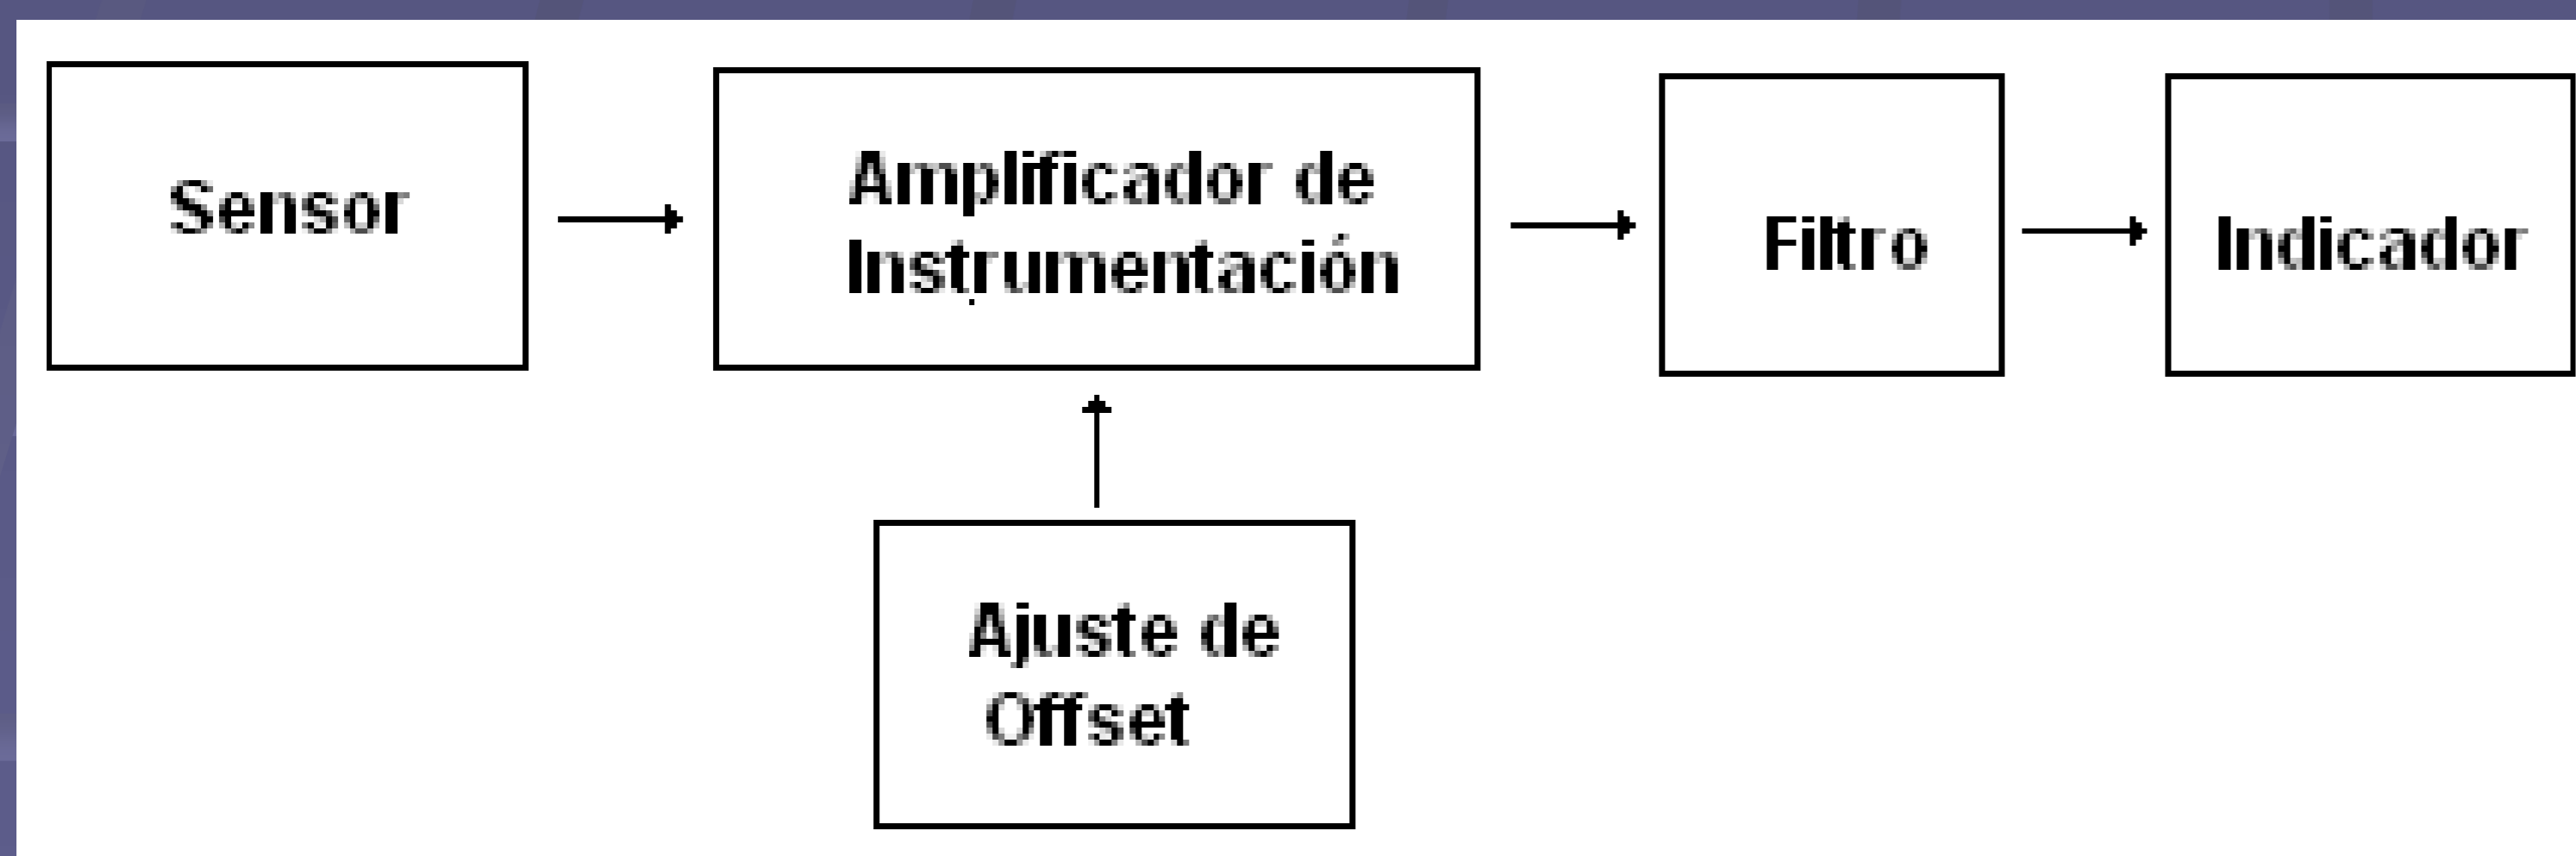 Sensor
Amplificador de
Instrumentación
Filtro
Indicador
Ajuste de
Offset